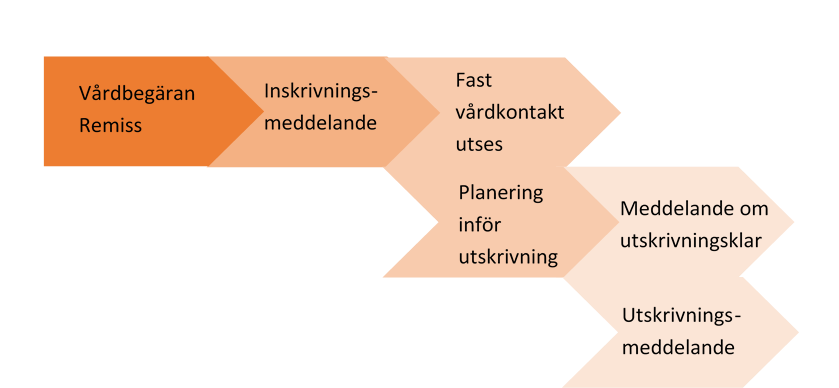 Vårdbegäran
Remiss
Inskrivnings-
meddelande
Fast
vårdkontakt
utses
Planering
inför
utskrivning
Meddelande om
utskrivningsklar
Utskrivnings-
meddelande